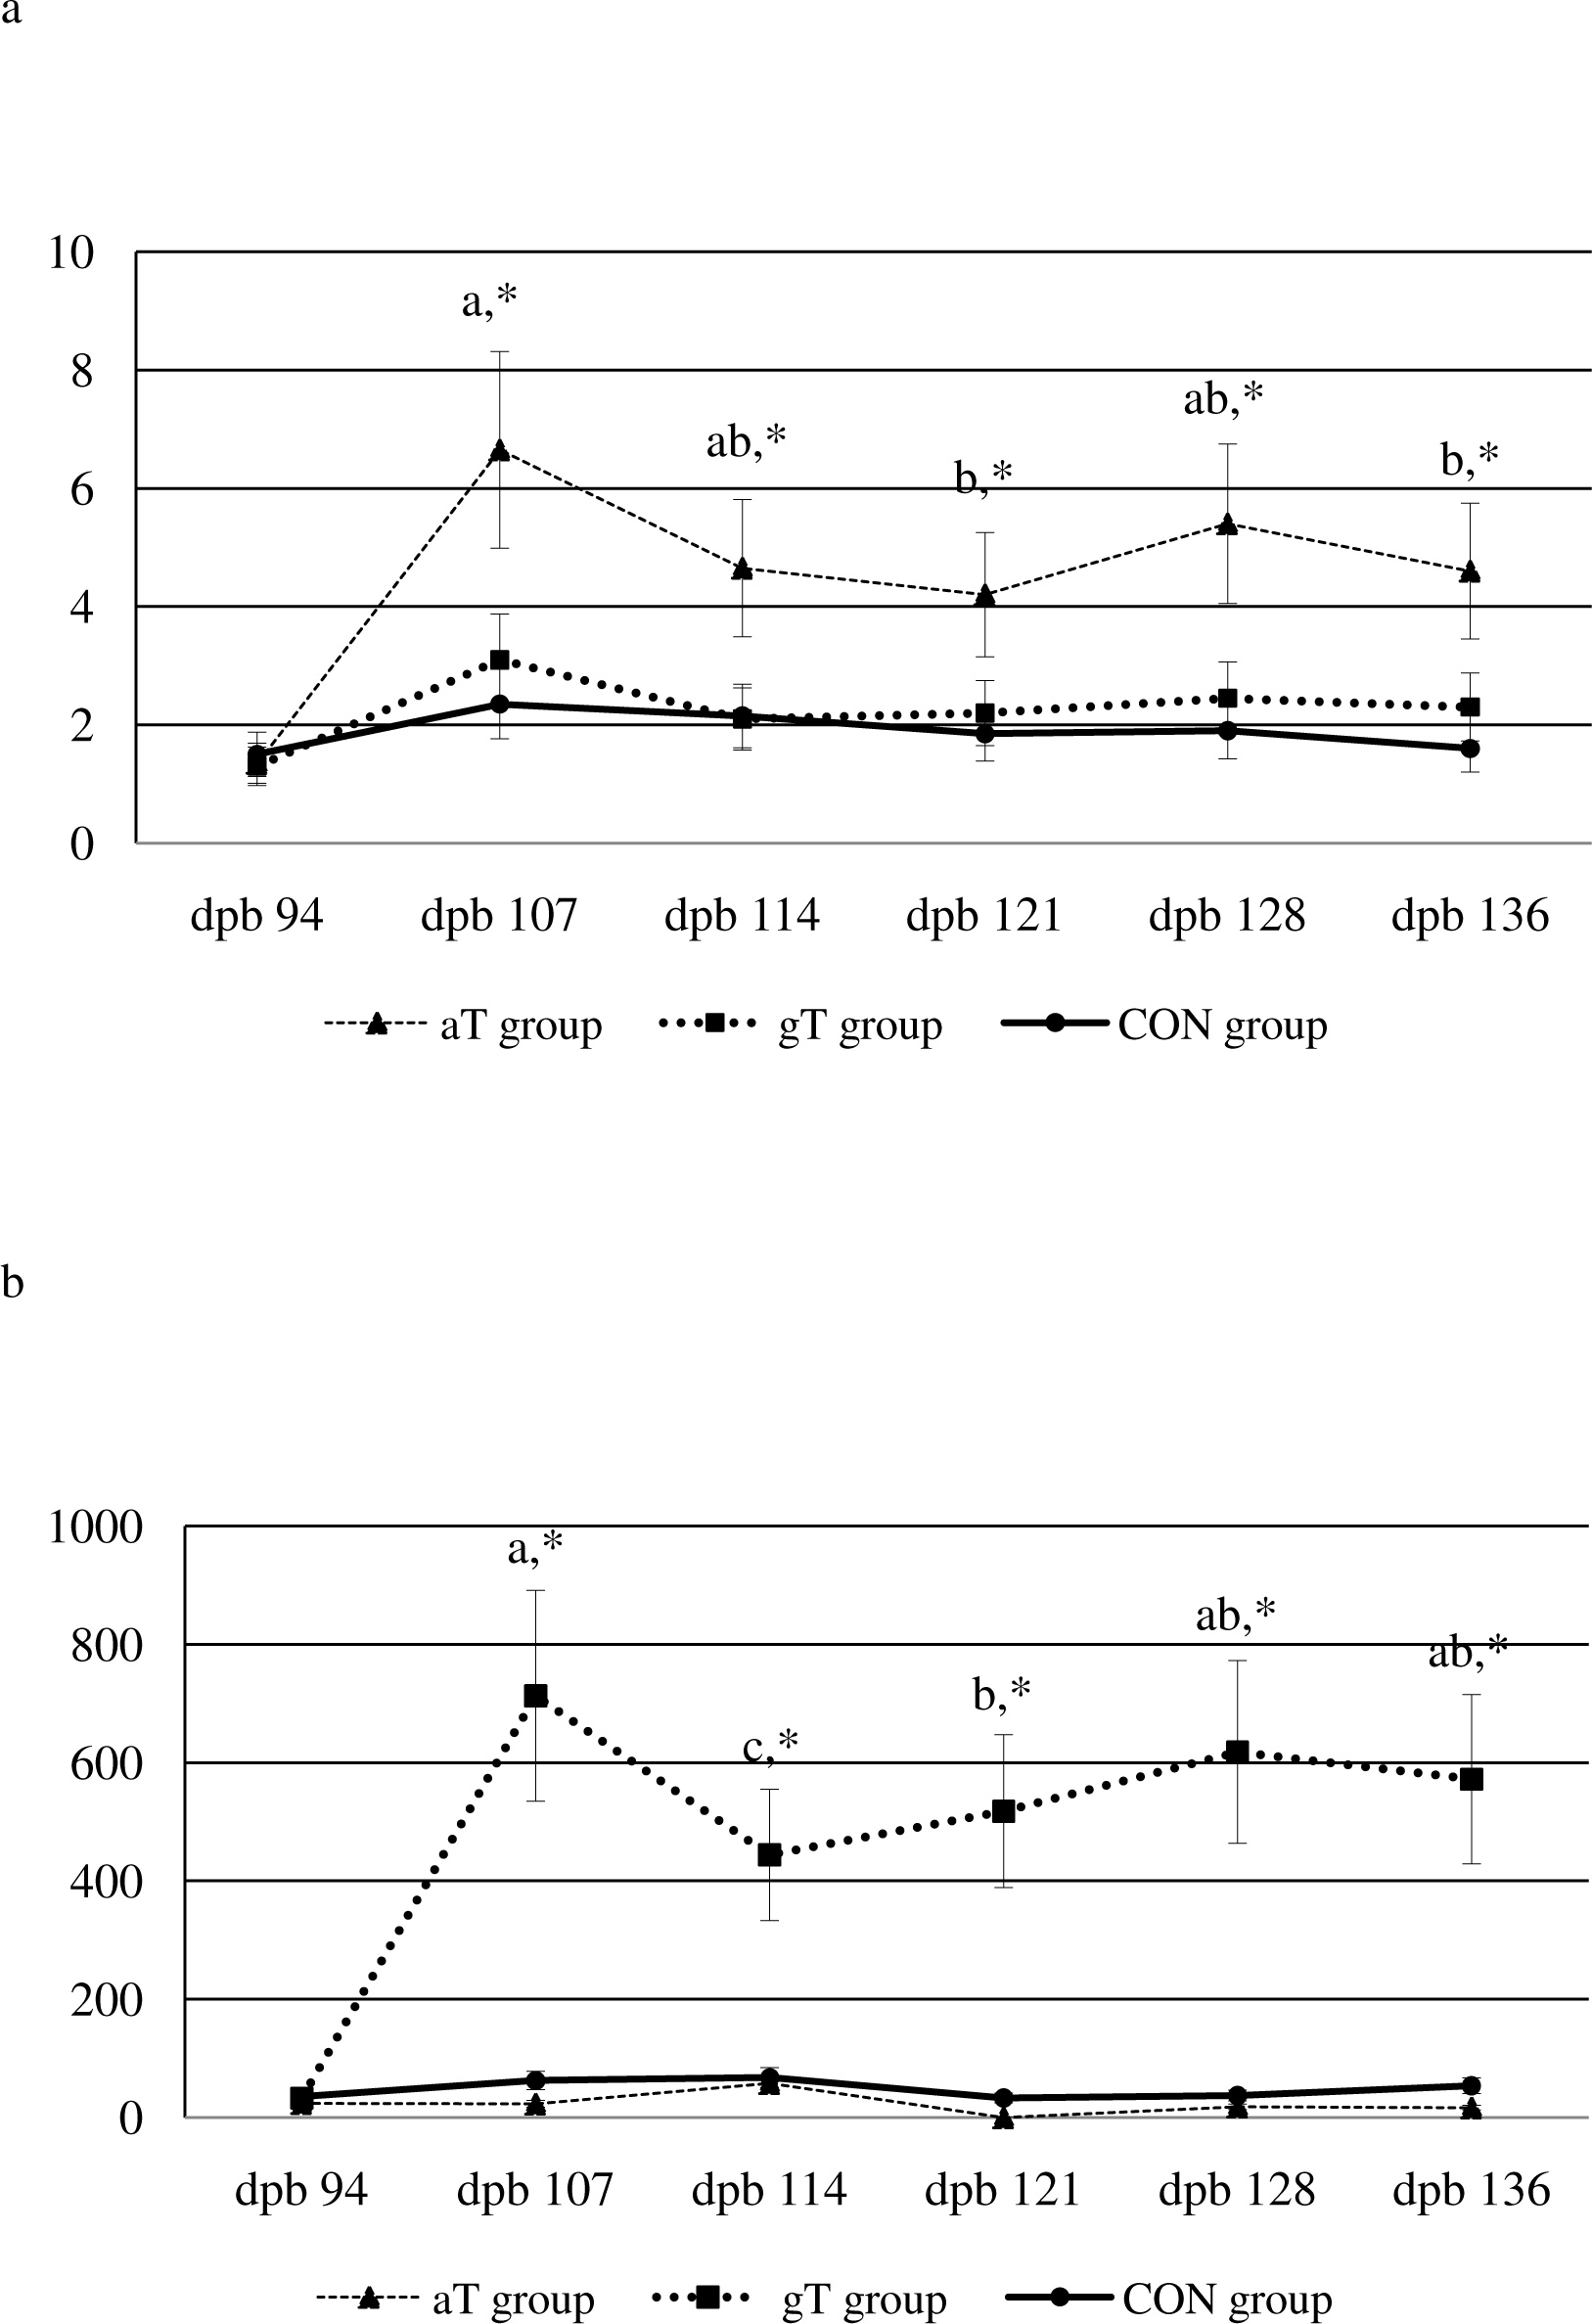 a
10
a,*
8
ab,*
ab,*
b,*
b,*
6
4
2
0
dpb 94 dpb 107 dpb 114 dpb 121 dpb 128 dpb 136
aT group gT group CON group
b
1000
a,*
ab,*
800
ab,*
b,*
c,*
600
400
200
0
dpb 94 dpb 107 dpb 114 dpb 121 dpb 128 dpb 136
aT group gT group CON group